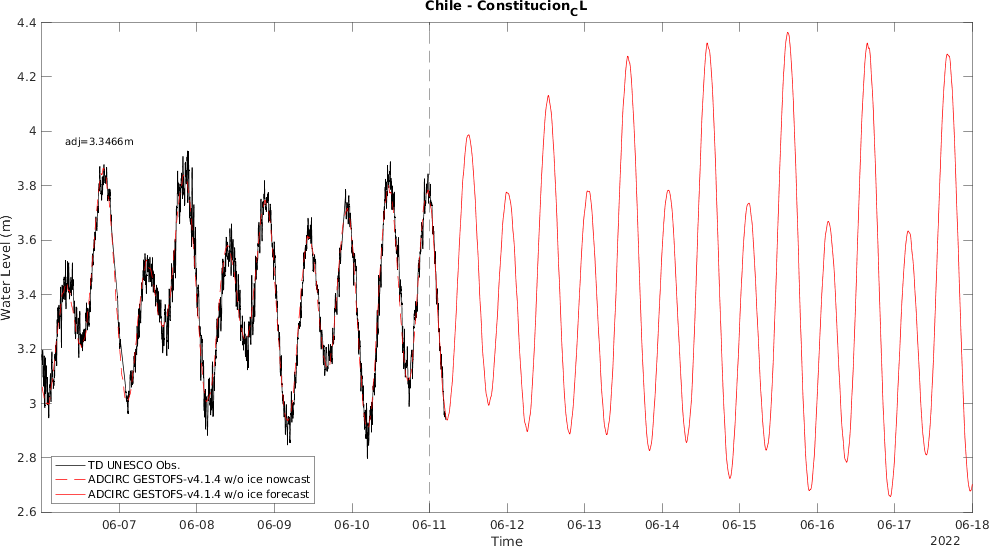 Chile - Constitucion_CL
4.4
4.2
4
3.8
3.6
3.4
3.2
3
2.8
2.6
Water Level (m)
adj=3.3466m
TD UNESCO Obs.
ADCIRC GESTOFS-v4.1.4 w/o ice nowcast
ADCIRC GESTOFS-v4.1.4 w/o ice forecast
06-07 06-08 06-09 06-10 06-11 06-12 06-13 06-14 06-15 06-16 06-17 06-18
Time
2022